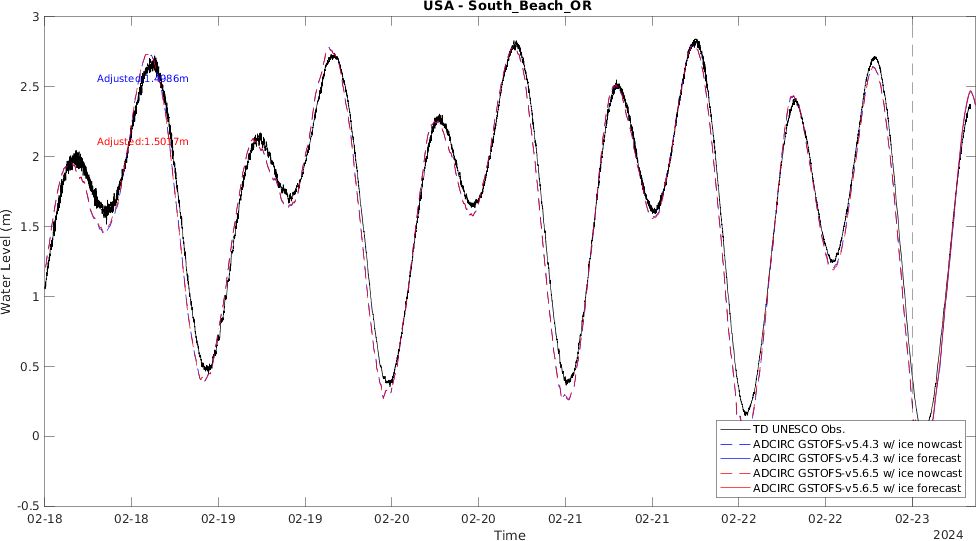 USA - South_Beach_OR
3
2.5
2
1.5
1
0.5
0
-0.5
Water Level (m)
Adjusted:1.4986m
Adjusted:1.5017m
TD UNESCO Obs.
ADCIRC GSTOFS-v5.4.3 w/ ice nowcast
ADCIRC GSTOFS-v5.4.3 w/ ice forecast
ADCIRC GSTOFS-v5.6.5 w/ ice nowcast
ADCIRC GSTOFS-v5.6.5 w/ ice forecast
02-18 02-18 02-19 02-19 02-20 02-20 02-21 02-21 02-22 02-22 02-23
Time
2024